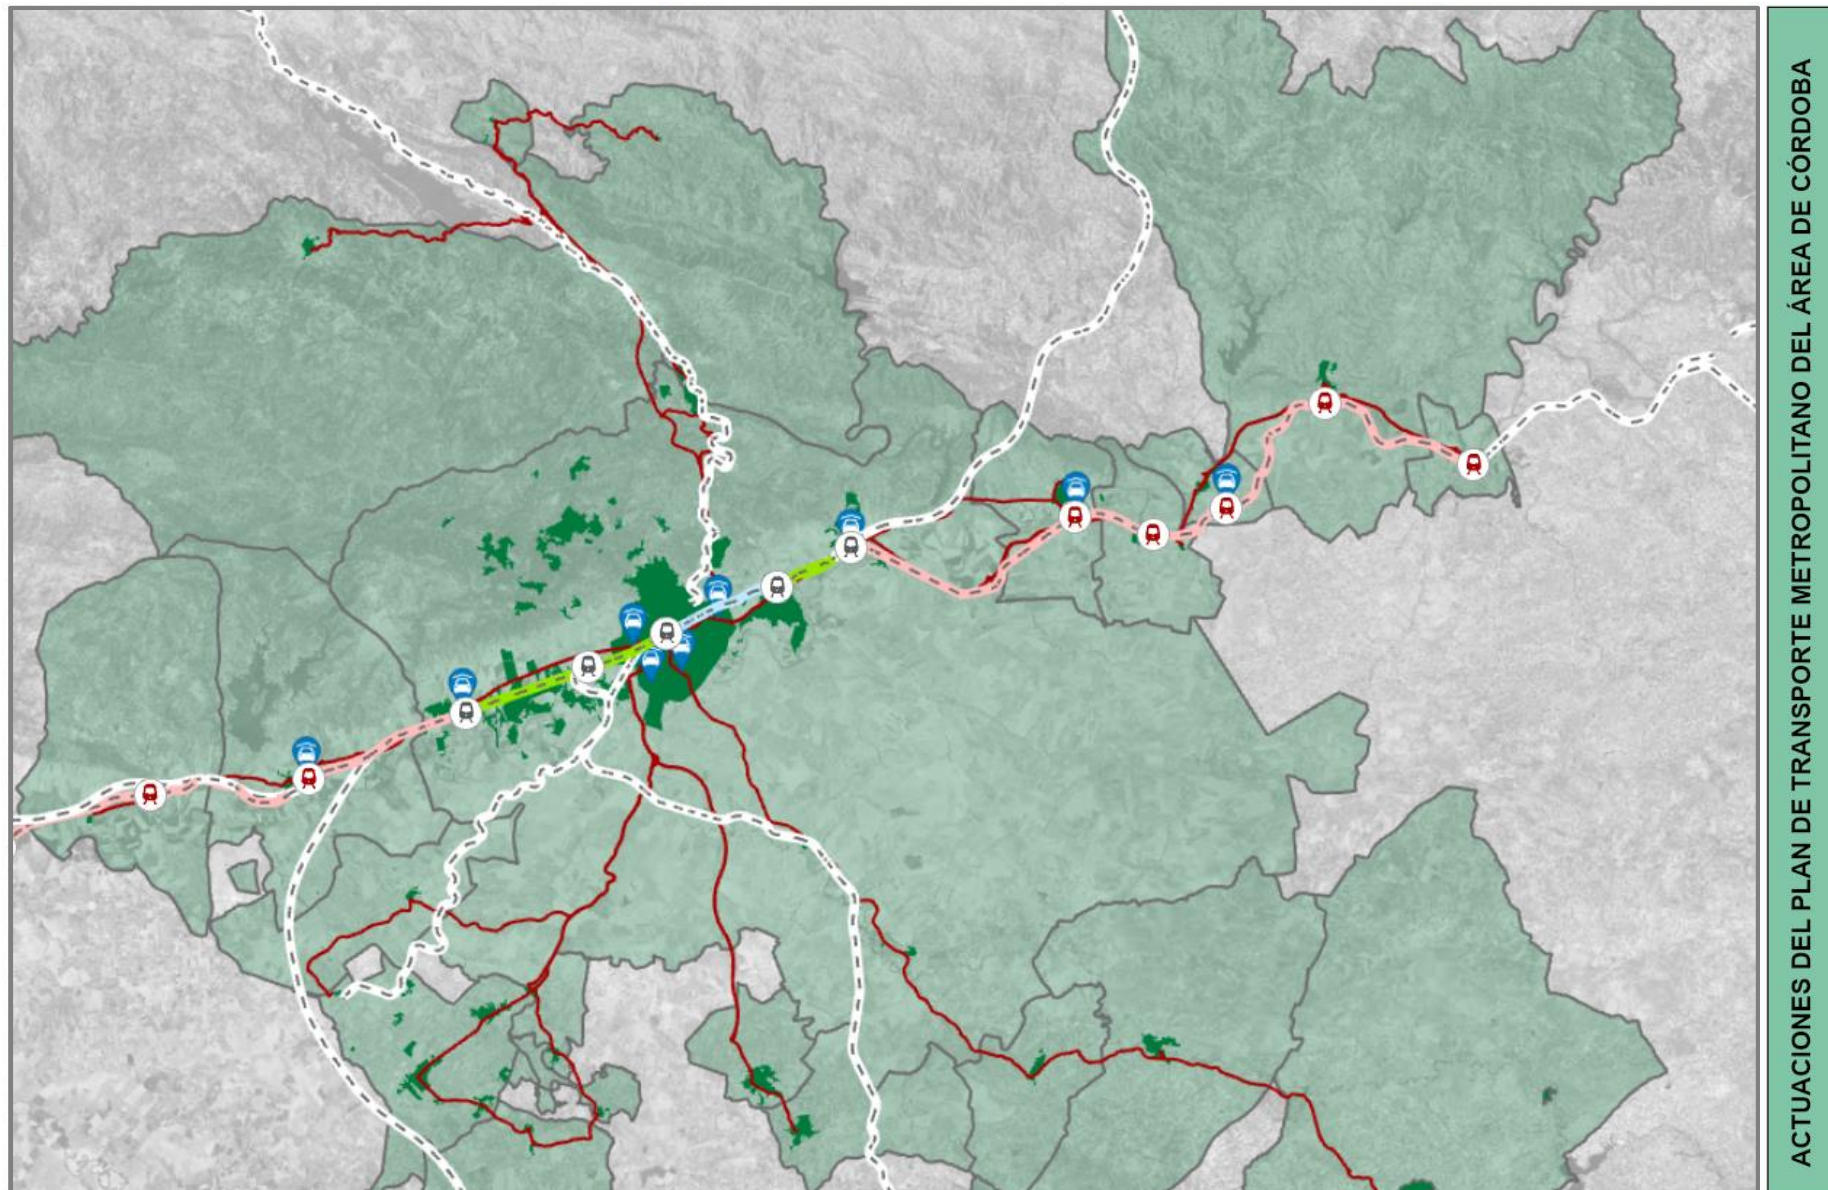 ACTUACIONES DEL PLAN DE TRANSPORTE METROPOLITANO DEL ÁREA DE CÓRDOBA